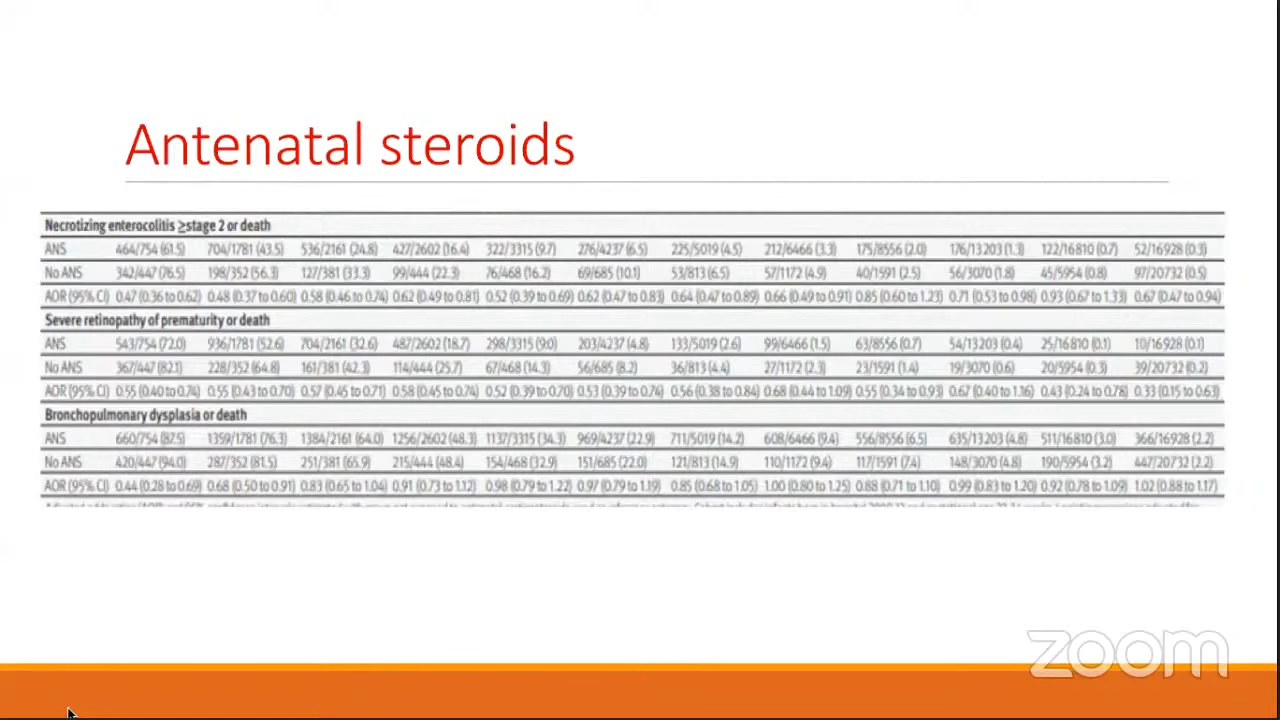 Antenatal steroids
Necrotizing enterocolitis ≥stage 2 or death
ANS 464/754 (61.5) 704/1781 (43.5) 536/2161 (24.8) 427/2602 (16.4) 322/3315 (9.7) 276/4237 (6.5) 225/5019 (4.5) 212/6466 (3.3) 175/8556 (2.0) 176/13203 (1.3) 122/16810 (0.7) 52/16928 (0.3)
No ANS 342/447 (76.5) 198/352 (56.3) 127/381 (33.3) 99/444 (22.3) 76/468 (16.2) 69/685 (10.1) 53/813 (6.5) 57/1172 (4.9) 40/1591 (2.5) 56/3070 (1.8) 45/5954 (0.8) 97/20732 (0.5)
AOR (95% CI) 0.47 (0.36 to 0.62) 0.48 (0.37 to 0.60) 0.58 (0.46 to 0.74) 0.62 (0.49 to 0.81) 0.52 (0.39 to 0.69) 0.62 (0.47 to 0.83) 0.64 (0.47 to 0.89) 0.66 (0.49 to 0.91) 0.85 (0.60 to 1.23) 0.71 (0.53 to 0.98) 0.93 (0.67 to 1.33) 0.67 (0.47 to 0.94)
Severe retinopathy of prematurity or death
ANS 543/754 (72.0) 936/1781 (52.6) 704/2161 (32.6) 487/2602 (18.7) 298/3315 (9.0) 203/4237 (4.8) 133/5019 (2.6) 99/6466 (1.5) 63/8556 (0.7) 54/13203 (0.4) 25/16810 (0.1) 10/16928 (0.1)
No ANS 367/447 (82.1) 228/352 (64.8) 161/381 (42.3) 114/444 (25.7) 67/468 (14.3) 56/685 (8.2) 36/813 (4.4) 27/1172 (2.3) 23/1591 (1.4) 19/3070 (0.6) 20/5954 (0.3) 39/20732 (0.2)
AOR (95% CI) 0.55 (0.40 to 0.74) 0.55 (0.43 to 0.70) 0.57 (0.45 to 0.71) 0.58 (0.45 to 0.74) 0.52 (0.39 to 0.70) 0.53 (0.39 to 0.74) 0.56 (0.38 to 0.84) 0.68 (0.44 to 1.09) 0.55 (0.34 to 0.93) 0.67 (0.40 to 1.16) 0.43 (0.24 to 0.78) 0.33 (0.15 to 0.63)
Bronchopulmonary dysplasia or death
ANS 660/754 (87.5) 1359/1781 (76.3) 1384/2161 (64.0) 1256/2602 (48.3) 1137/3315 (34.3) 969/4237 (22.9) 711/5019 (14.2) 608/6466 (9.4) 556/8556 (6.5) 635/13203 (4.8) 511/16810 (3.0) 366/16928 (2.2)
No ANS 420/447 (94.0) 287/352 (81.5) 251/381 (65.9) 215/444 (48.4) 154/468 (32.9) 151/685 (22.0) 121/813 (14.9) 110/1172 (9.4) 117/1591 (7.4) 148/3070 (4.8) 190/5954 (3.2) 447/20732 (2.2)
AOR (95% CI) 0.44 (0.28 to 0.69) 0.68 (0.50 to 0.91) 0.83 (0.65 to 1.04) 0.91 (0.73 to 1.12) 0.98 (0.79 to 1.22) 0.97 (0.79 to 1.19) 0.85 (0.68 to 1.05) 1.00 (0.80 to 1.25) 0.88 (0.71 to 1.10) 0.99 (0.83 to 1.20) 0.92 (0.78 to 1.09) 1.02 (0.88 to 1.17)
zoom